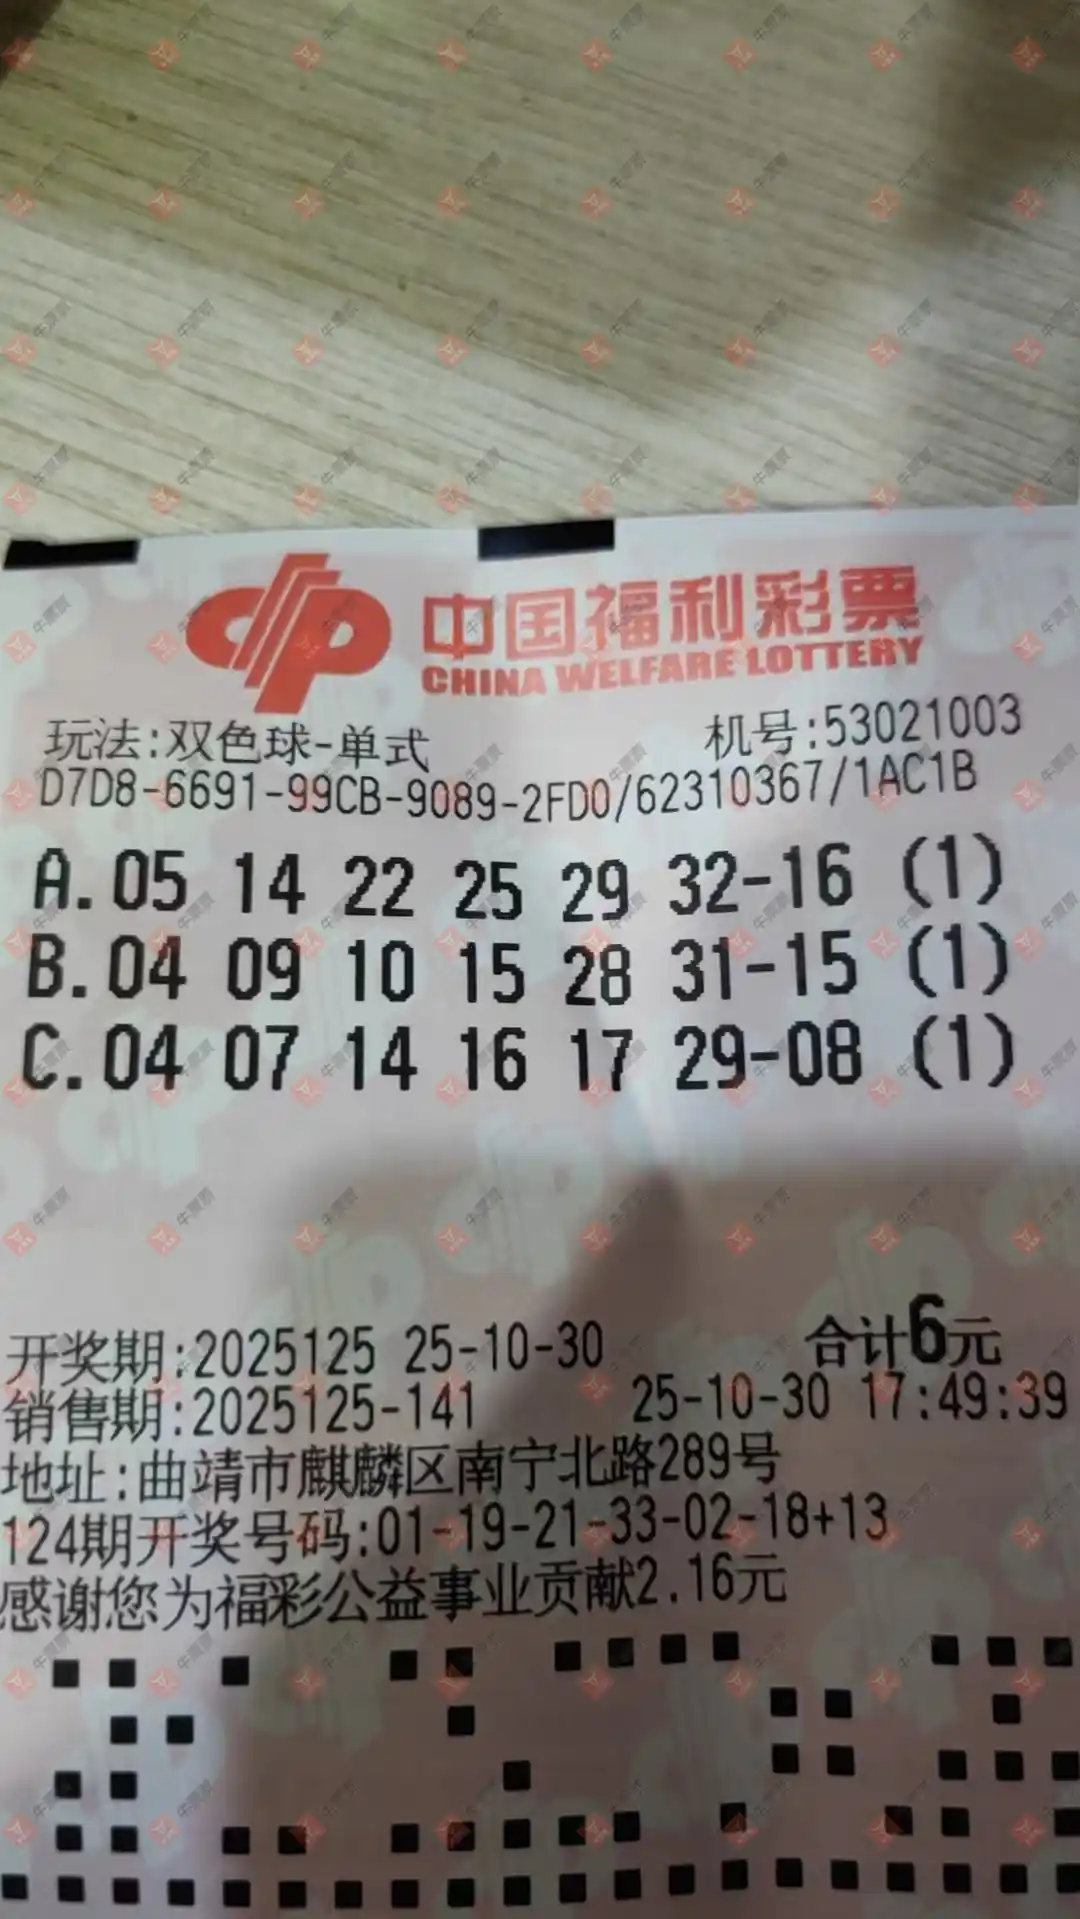 中国福利彩票
CHINA WELFARE LOTTERY
玩法:双色球-单式 机号:53021003
D7D8-6691-99CB-9089-2FD0/62310367/1AC1B
A.05 14 22 25 29 32-16 (1)
B.04 09 10 15 28 31-15 (1)
C.04 07 14 16 17 29-08 (1)
开奖期:2025125 25-10-30 合计6元
销售期:2025125-141 25-10-30 17:49:39
地址:曲靖市麒麟区南宁北路289号
124期开奖号码:01-19-21-33-02-18+13
感谢您为福彩公益事业贡献2.16元